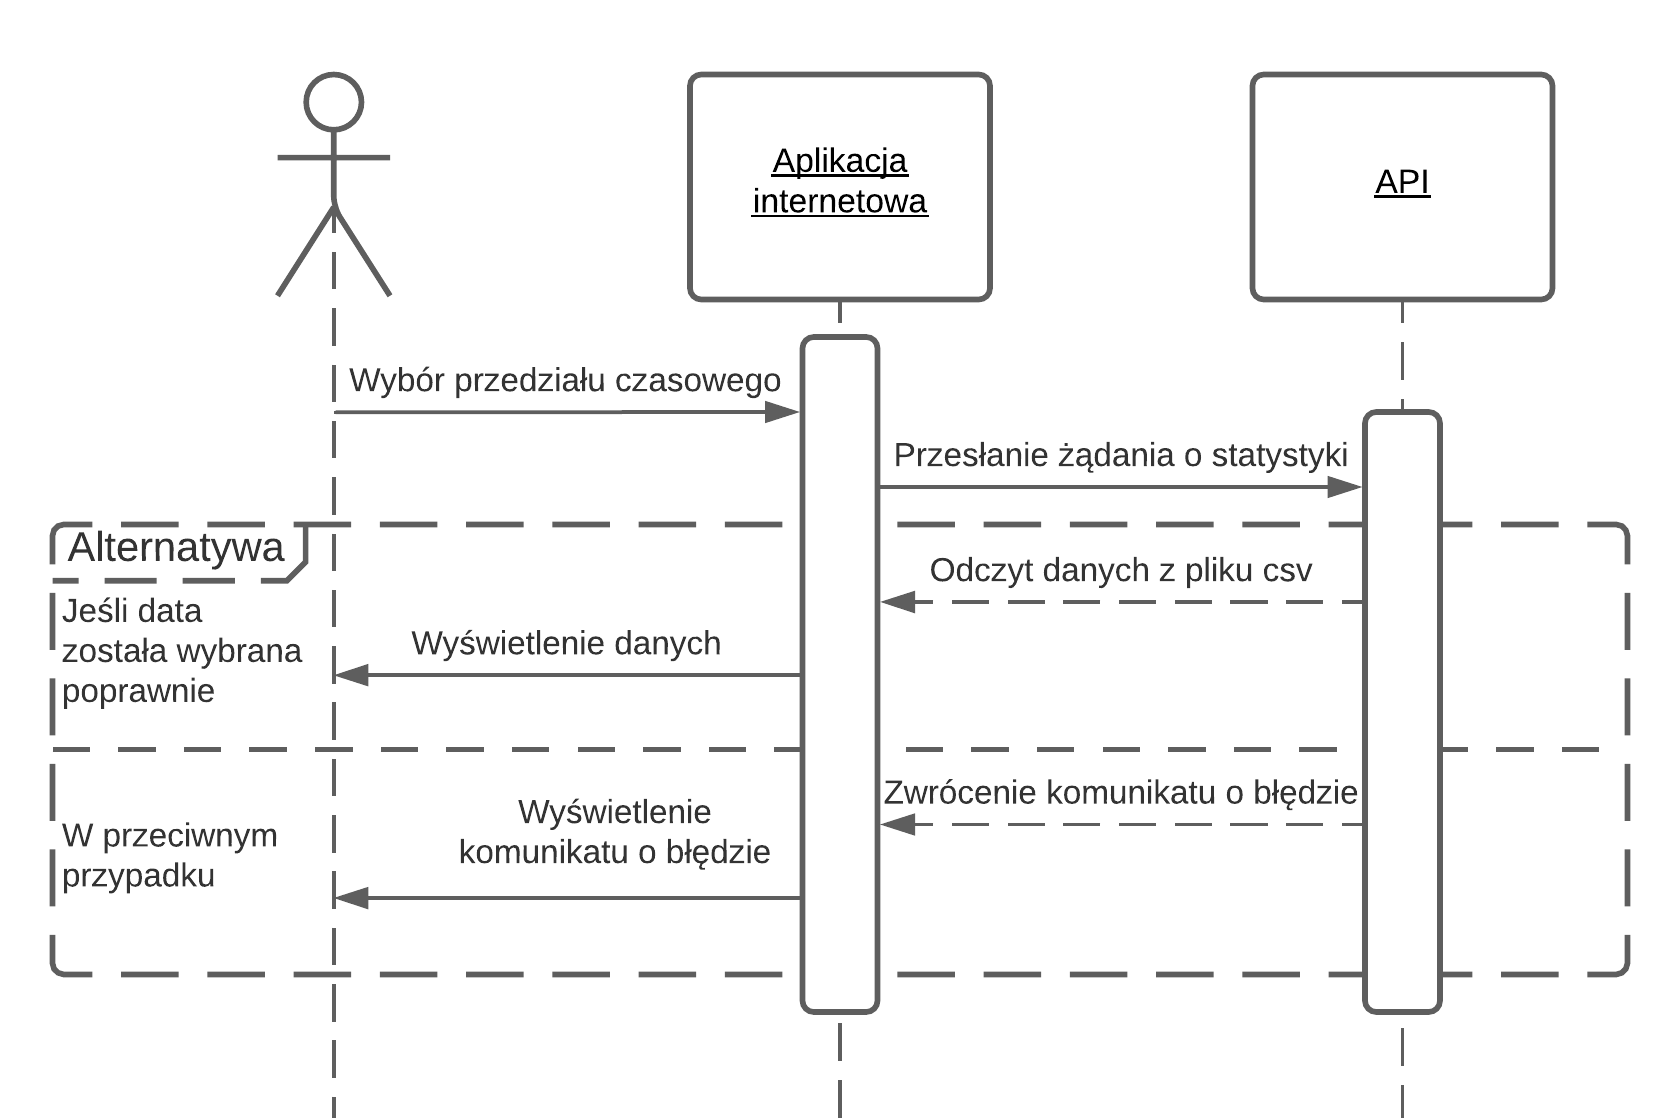 Aplikacja
internetowa
API
Wybór przedziału czasowego
Przesłanie żądania o statystyki
Alternatywa
Odczyt danych z pliku csv
Jeśli data
została wybrana
poprawnie
Wyświetlenie danych
Zwrócenie komunikatu o błędzie
W przeciwnym
przypadku
Wyświetlenie
komunikatu o błędzie